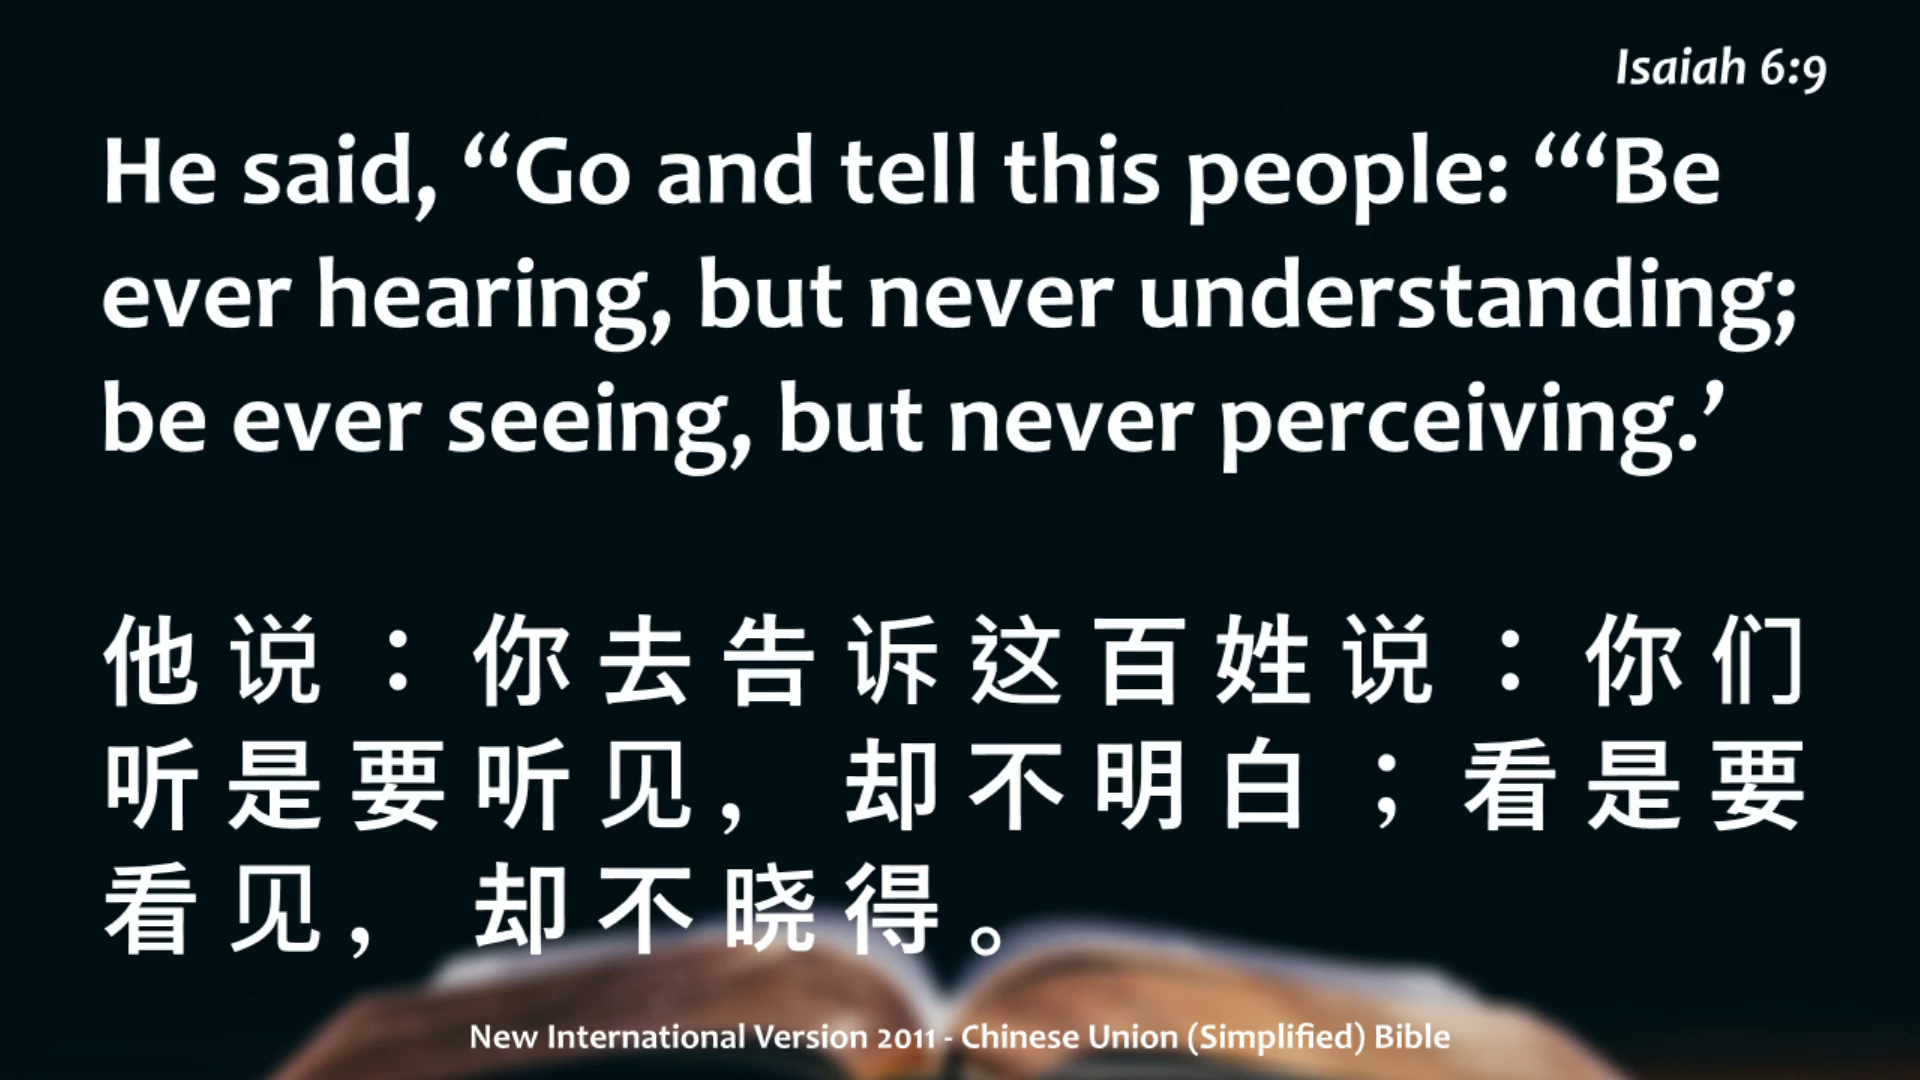 Isaiah 6:9
He said, “Go and tell this people: “‘Be
ever hearing, but never understanding;
be ever seeing, but never perceiving.’
他说：你去告诉这百姓说：你们
听是要听见，却不明白；看是要
看见，却不晓得。
New International Version 2011 - Chinese Union (Simplified) Bible